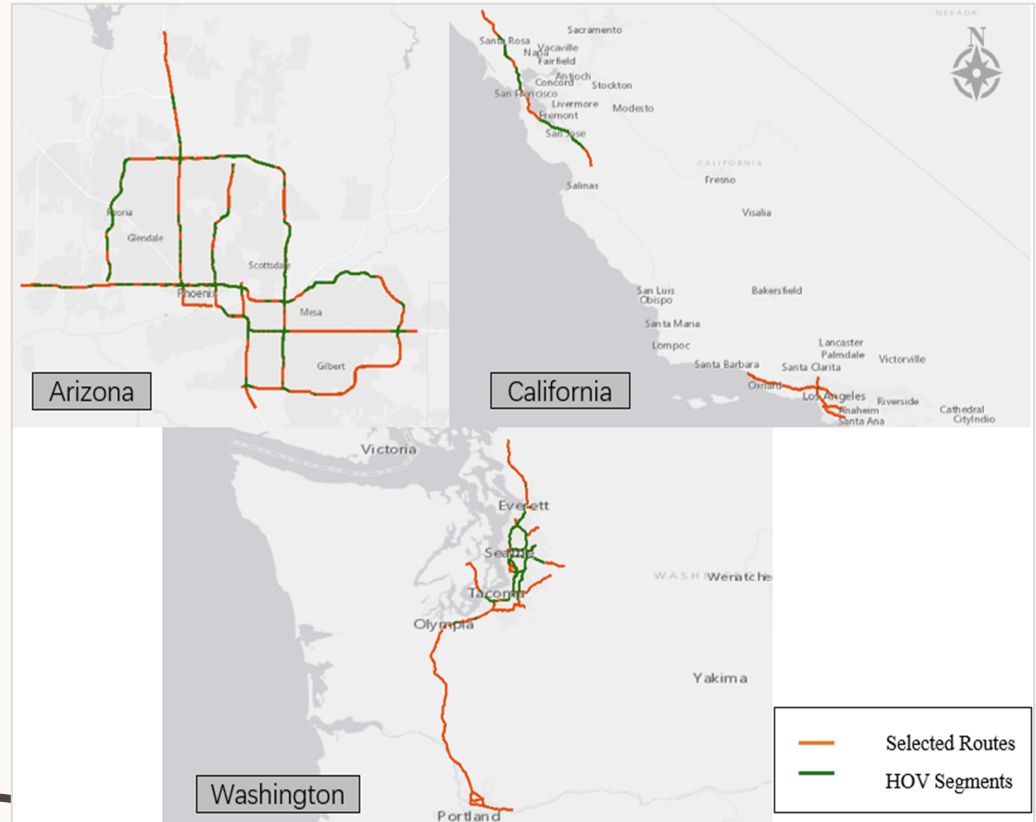 Peoria
Glendale
Scottsdale
Phoenix
Mesa
Gilbert
Arizona
NEVADA
N
Sacramento
Santa Rosa
Vacaville
Napa
Fairfield
Antioch
Concord
Stockton
San Francisco
Livermore
Modesto
Fremont
San Jose
CALIFORNIA
Salinas
Fresno
Visalia
San Luis
Obispo
Bakersfield
Santa Maria
Lompoc
Lancaster
Palmdale
Victorville
Santa Barbara
Santa Clarita
Oxnard
Los Angeles
Riverside
Anaheim
Santa Ana
Cathedral
CityIndio
California
Victoria
Everett
Seattle
WASHINGTON
Wenatche
Tacoma
Olympia
Yakima
Portland
Washington
Selected Routes
HOV Segments